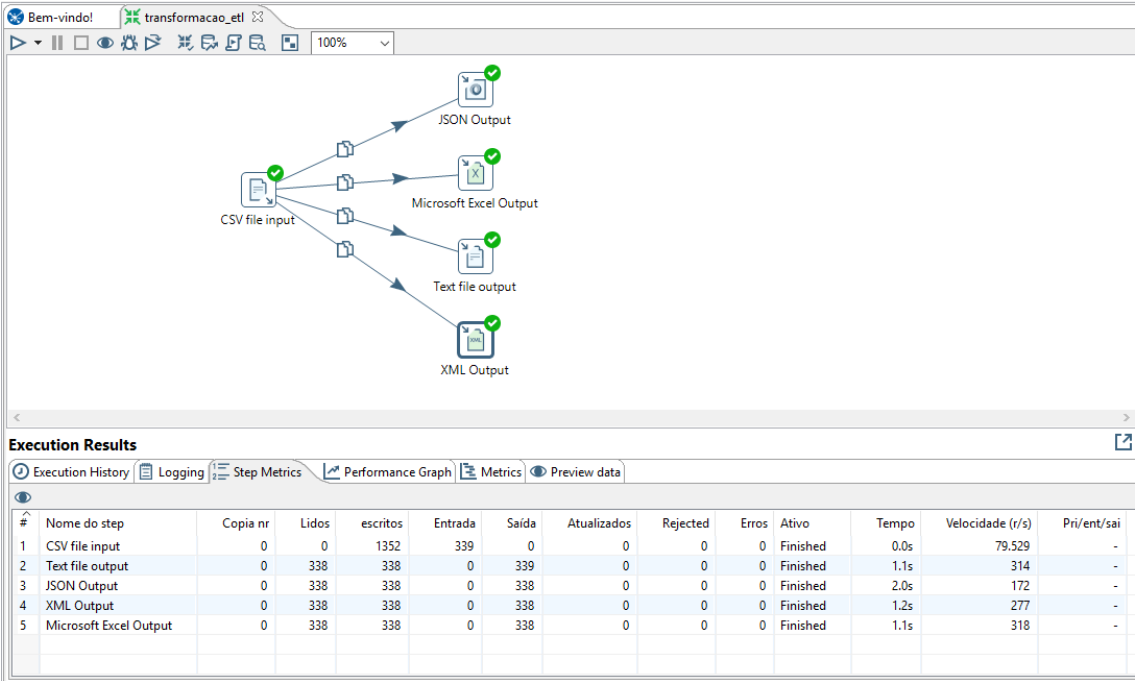 Bem-vindo! transformacao_etl
100%
JSON Output
Microsoft Excel Output
CSV file input
Text file output
XML
XML Output
Execution Results
Execution History Logging Step Metrics Performance Graph Metrics Preview data
# Nome do step Copia nr Lidos escritos Entrada Saída Atualizados Rejected Erros Ativo Tempo Velocidade (r/s) Pri/ent/sai
1 CSV file input 0 0 1352 339 0 0 0 0 Finished 0.0s 79.529 -
2 Text file output 0 338 338 0 339 0 0 0 Finished 1.1s 314 -
3 JSON Output 0 338 338 0 338 0 0 0 Finished 2.0s 172 -
4 XML Output 0 338 338 0 338 0 0 0 Finished 1.2s 277 -
5 Microsoft Excel Output 0 338 338 0 338 0 0 0 Finished 1.1s 318 -